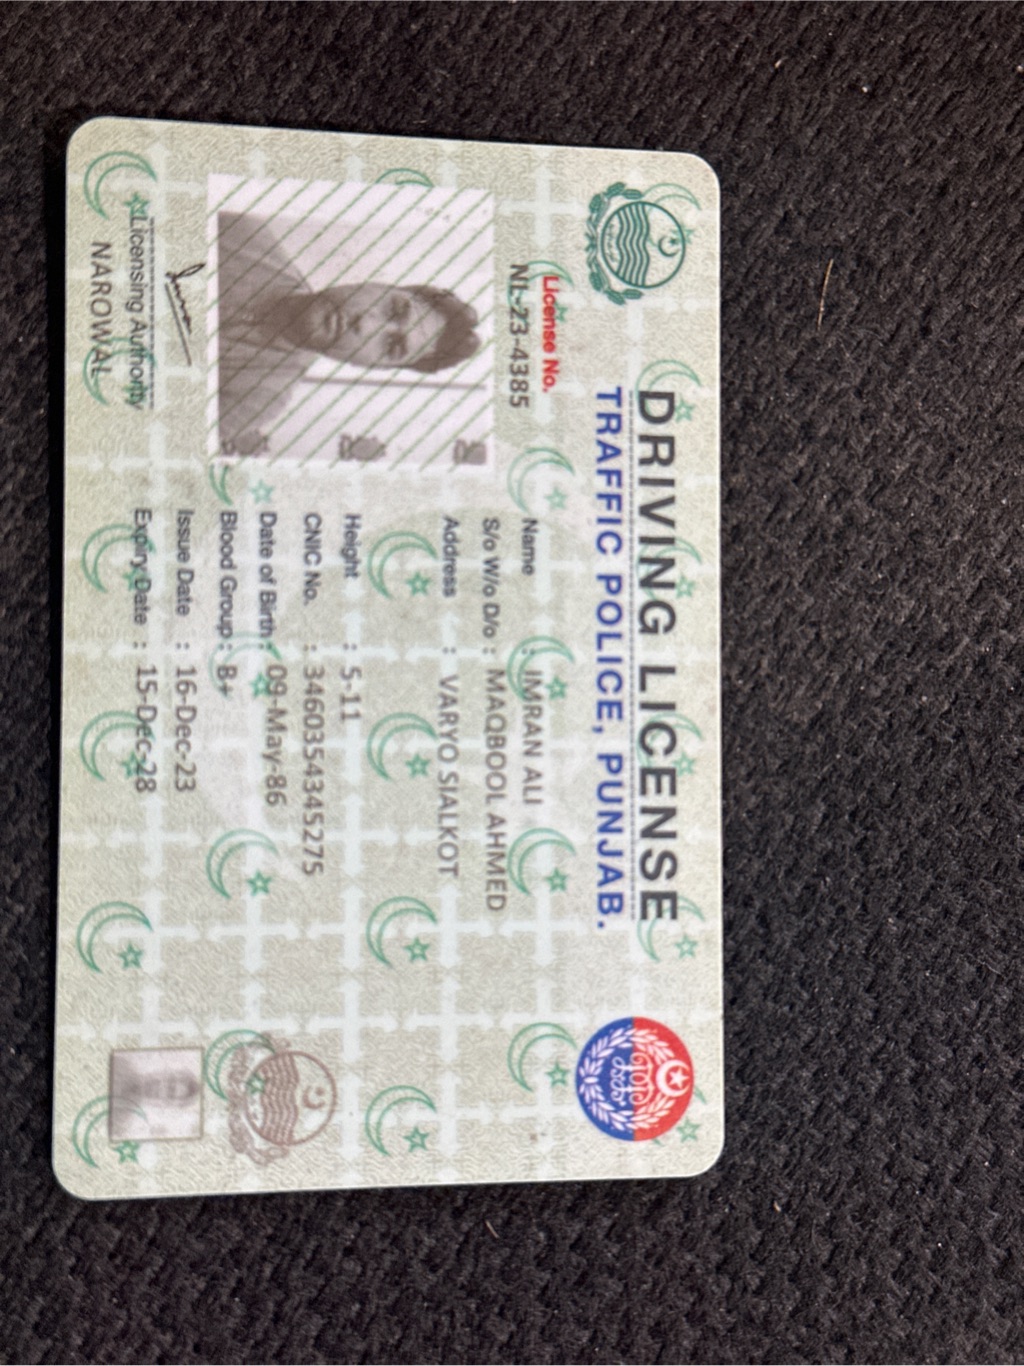 DRIVING LICENSE
TRAFFIC POLICE, PUNJAB.
License No.
NL-23-4385
Name : IMRAN ALI
S/o W/o D/o : MAQBOOL AHMED
Address : VARYO SIALKOT
Height : 5-11
CNIC No. : 3460354345275
Date of Birth : 09-May-86
Blood Group : B+
Issue Date : 16-Dec-23
Expiry Date : 15-Dec-28
Licensing Authority
NAROWAL